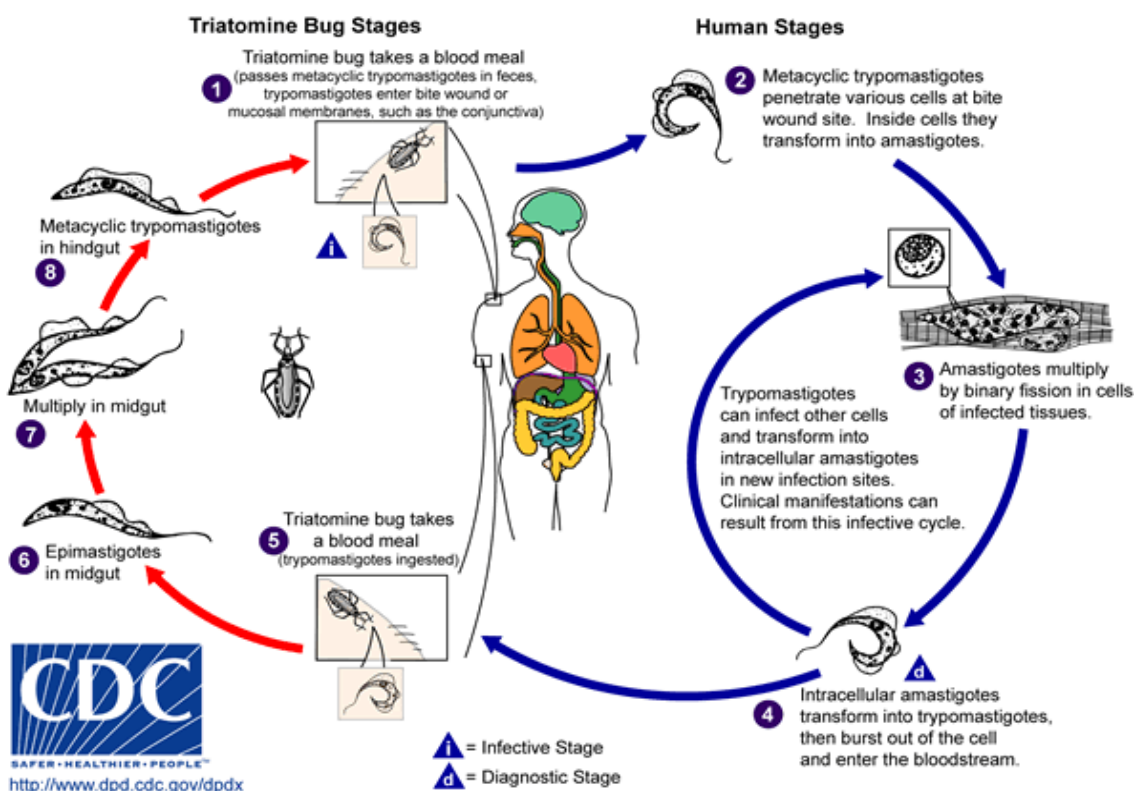 Triatomine Bug Stages
Human Stages
1
Triatomine bug takes a blood meal
(passes metacyclic trypomastigotes in feces,
trypomastigotes enter bite wound or
mucosal membranes, such as the conjunctiva)
i
2
Metacyclic trypomastigotes
penetrate various cells at bite
wound site. Inside cells they
transform into amastigotes.
3
Amastigotes multiply
by binary fission in cells
of infected tissues.
Trypomastigotes
can infect other cells
and transform into
intracellular amastigotes
in new infection sites.
Clinical manifestations can
result from this infective cycle.
d
4
Intracellular amastigotes
transform into trypomastigotes,
then burst out of the cell
and enter the bloodstream.
5
Triatomine bug takes
a blood meal
(trypomastigotes ingested)
6
Epimastigotes
in midgut
Multiply in midgut
7
Metacyclic trypomastigotes
in hindgut
8
CDC
SAFER•HEALTHIER•PEOPLE™
http://www.dpd.cdc.gov/dpdx
i = Infective Stage
d = Diagnostic Stage